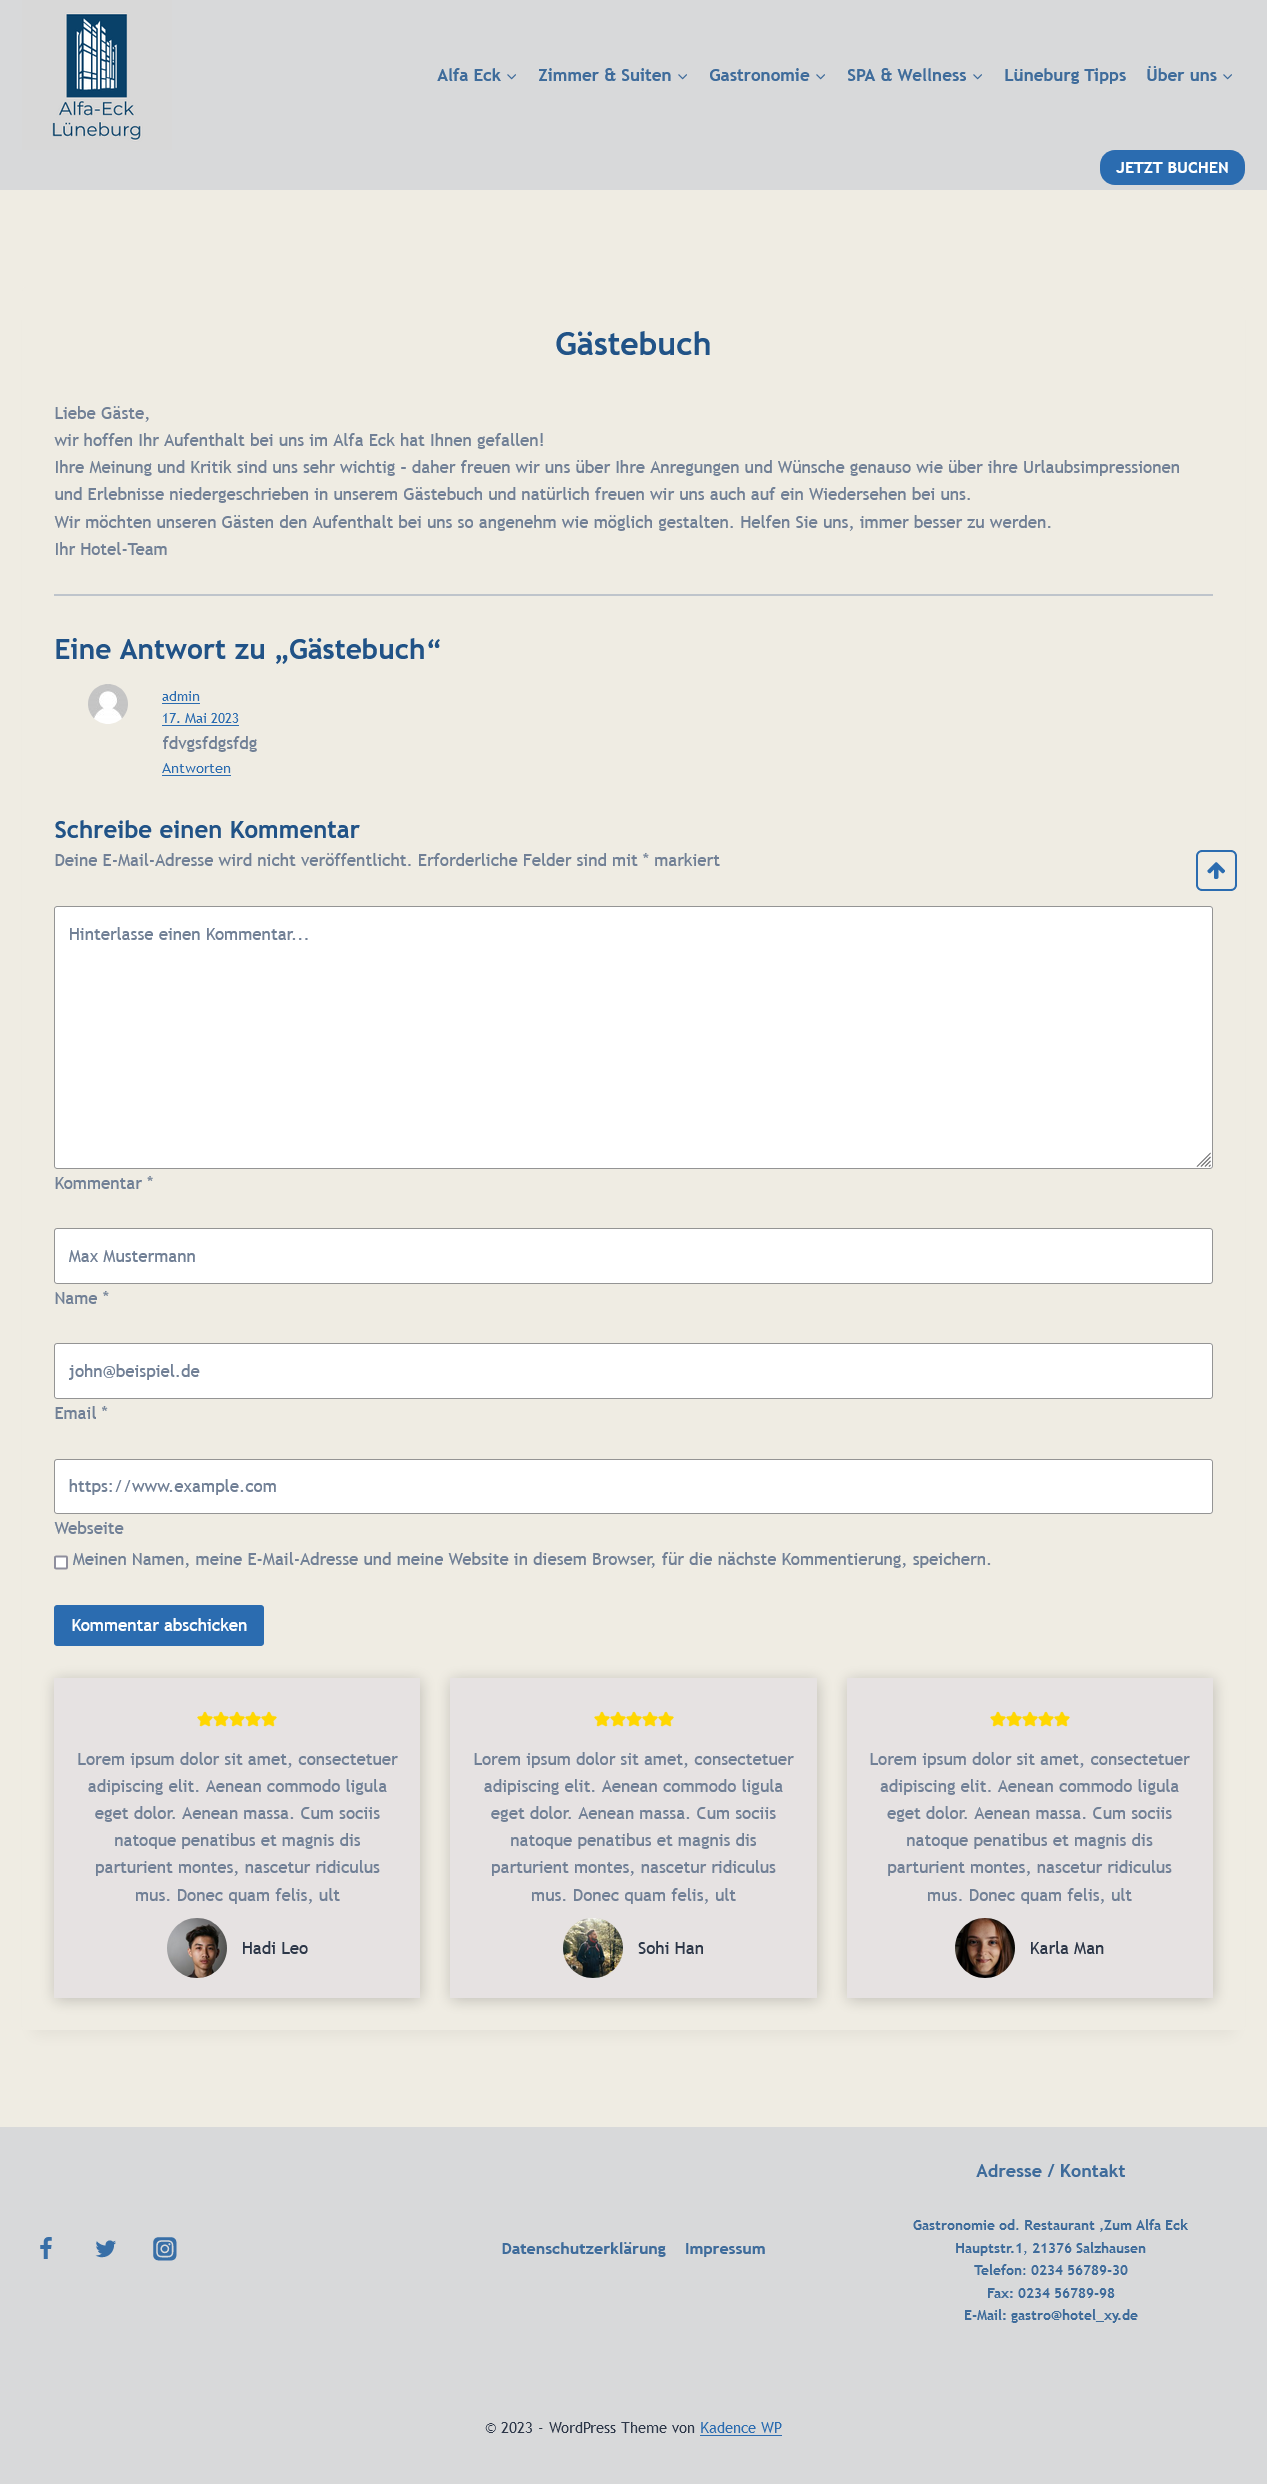 Alfa-Eck
Lüneburg
Alfa Eck
Zimmer & Suiten
Gastronomie
SPA & Wellness
Lüneburg Tipps
Über uns
JETZT BUCHEN
Gästebuch
Liebe Gäste,
wir hoffen Ihr Aufenthalt bei uns im Alfa Eck hat Ihnen gefallen!
Ihre Meinung und Kritik sind uns sehr wichtig – daher freuen wir uns über Ihre Anregungen und Wünsche genauso wie über ihre Urlaubsimpressionen
und Erlebnisse niedergeschrieben in unserem Gästebuch und natürlich freuen wir uns auch auf ein Wiedersehen bei uns.
Wir möchten unseren Gästen den Aufenthalt bei uns so angenehm wie möglich gestalten. Helfen Sie uns, immer besser zu werden.
Ihr Hotel-Team
Eine Antwort zu „Gästebuch“
admin
17. Mai 2023
fdvgsfdgsfdg
Antworten
Schreibe einen Kommentar
Deine E-Mail-Adresse wird nicht veröffentlicht. Erforderliche Felder sind mit * markiert
Hinterlasse einen Kommentar...
Kommentar *
Max Mustermann
Name *
john@beispiel.de
Email *
https://www.example.com
Webseite
Meinen Namen, meine E-Mail-Adresse und meine Website in diesem Browser, für die nächste Kommentierung, speichern.
Kommentar abschicken
Lorem ipsum dolor sit amet, consectetuer
adipiscing elit. Aenean commodo ligula
eget dolor. Aenean massa. Cum sociis
natoque penatibus et magnis dis
parturient montes, nascetur ridiculus
mus. Donec quam felis, ult
Hadi Leo
Lorem ipsum dolor sit amet, consectetuer
adipiscing elit. Aenean commodo ligula
eget dolor. Aenean massa. Cum sociis
natoque penatibus et magnis dis
parturient montes, nascetur ridiculus
mus. Donec quam felis, ult
Sohi Han
Lorem ipsum dolor sit amet, consectetuer
adipiscing elit. Aenean commodo ligula
eget dolor. Aenean massa. Cum sociis
natoque penatibus et magnis dis
parturient montes, nascetur ridiculus
mus. Donec quam felis, ult
Karla Man
Datenschutzerklärung
Impressum
Adresse / Kontakt
Gastronomie od. Restaurant ‚Zum Alfa Eck
Hauptstr.1, 21376 Salzhausen
Telefon: 0234 56789-30
Fax: 0234 56789-98
E-Mail: gastro@hotel_xy.de
© 2023 - WordPress Theme von Kadence WP